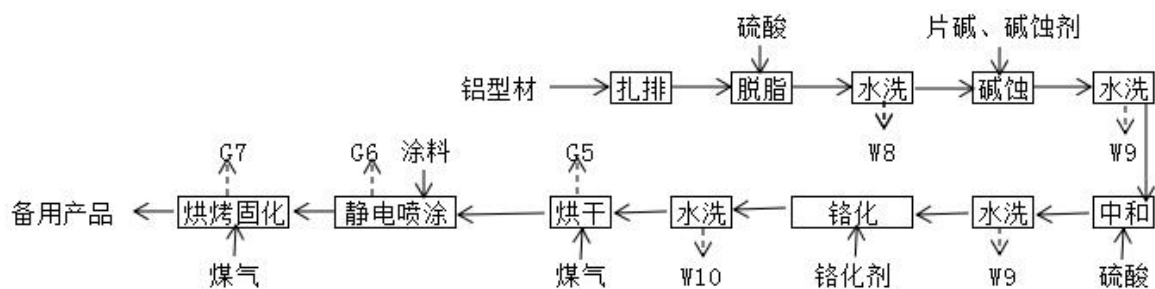 硫酸
片碱、碱蚀剂
铝型材
扎排
脱脂
水洗
碱蚀
水洗
W8
W9
G7
G6
涂料
G5
备用产品
烘烤固化
静电喷涂
烘干
水洗
铬化
水洗
中和
煤气
煤气
W10
铬化剂
W9
硫酸